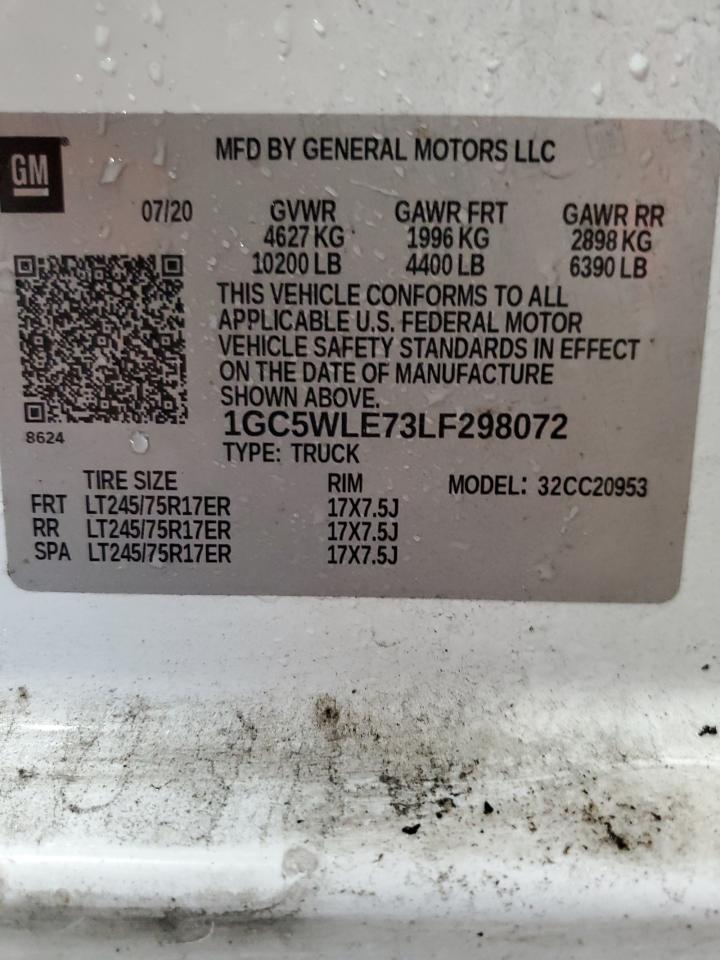 GM
MFD BY GENERAL MOTORS LLC
07/20 GVWR GAWR FRT GAWR RR
4627 KG 1996 KG 2898 KG
10200 LB 4400 LB 6390 LB
THIS VEHICLE CONFORMS TO ALL
APPLICABLE U.S. FEDERAL MOTOR
VEHICLE SAFETY STANDARDS IN EFFECT
ON THE DATE OF MANUFACTURE
SHOWN ABOVE.
1GC5WLE73LF298072
8624
TYPE: TRUCK
TIRE SIZE RIM MODEL: 32CC20953
FRT LT245/75R17ER 17X7.5J
RR LT245/75R17ER 17X7.5J
SPA LT245/75R17ER 17X7.5J